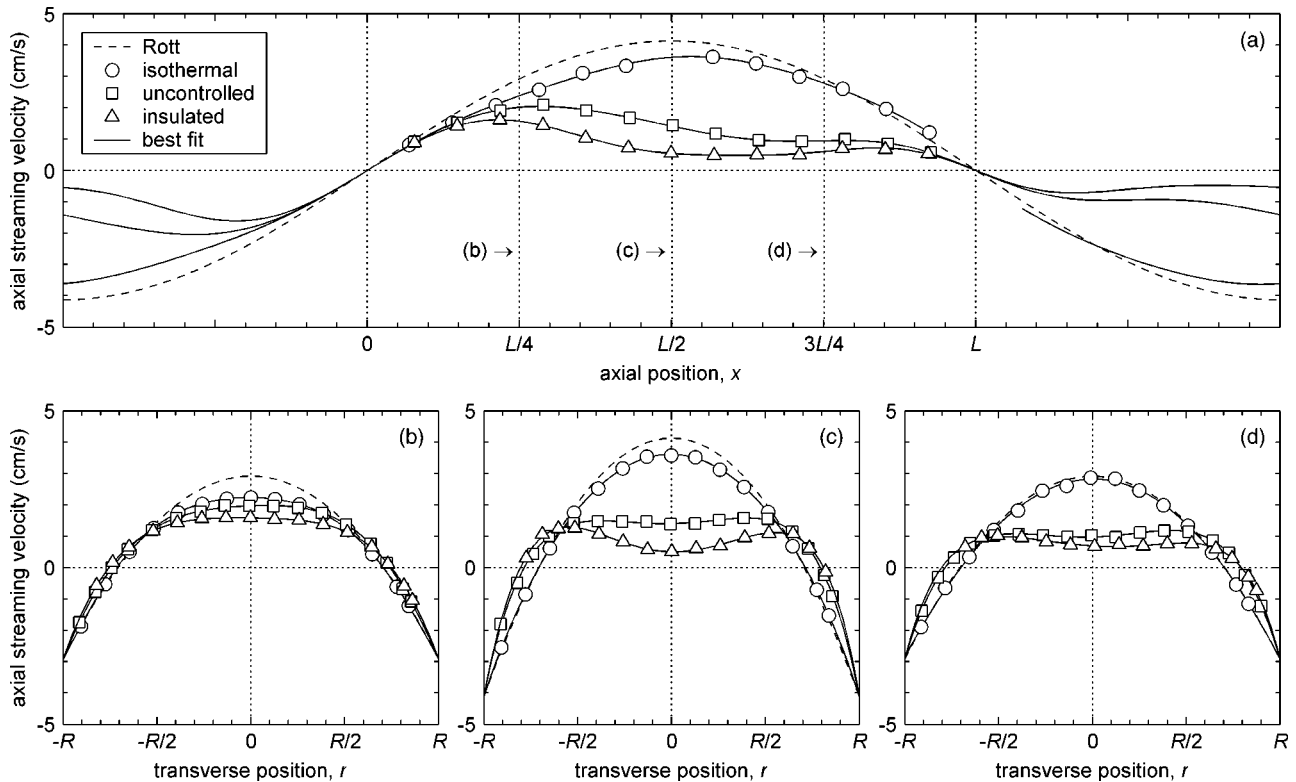 5
0
-5
axial streaming velocity (cm/s)
(a)
Rott
isothermal
uncontrolled
insulated
best fit
(b) →
(c) →
(d) →
0
L/4
L/2
3L/4
L
axial position, x
5
0
-5
axial streaming velocity (cm/s)
(b)
-R
-R/2
0
R/2
R
transverse position, r
5
0
-5
(c)
-R
-R/2
0
R/2
R
transverse position, r
5
0
-5
(d)
-R
-R/2
0
R/2
R
transverse position, r